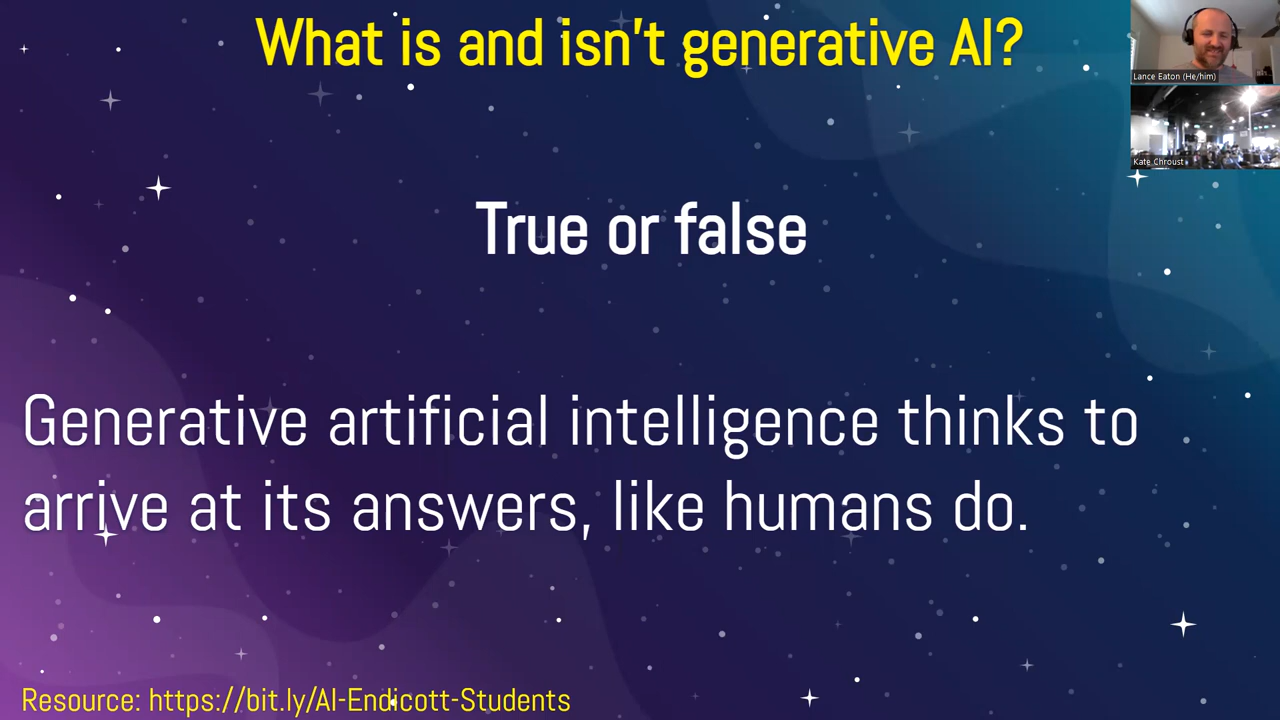 What is and isn't generative AI?
Lance Eaton (He/him)
Kate Chroust
True or false
Generative artificial intelligence thinks to
arrive at its answers, like humans do.
Resource: https://bit.ly/AI-Endicott-Students